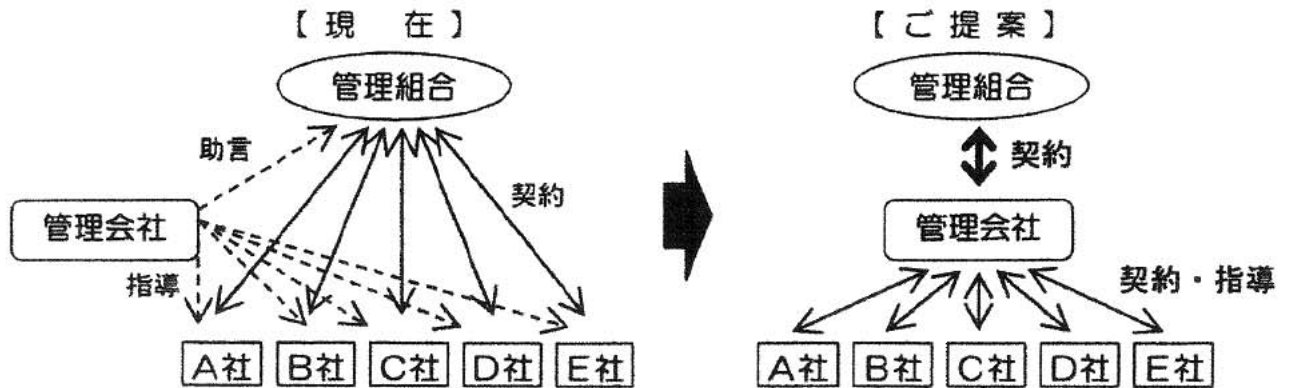 【現 在】
管理組合
助言
契約
管理会社
指導
A社 B社 C社 D社 E社
【ご提案】
管理組合
契約
管理会社
契約・指導
A社 B社 C社 D社 E社